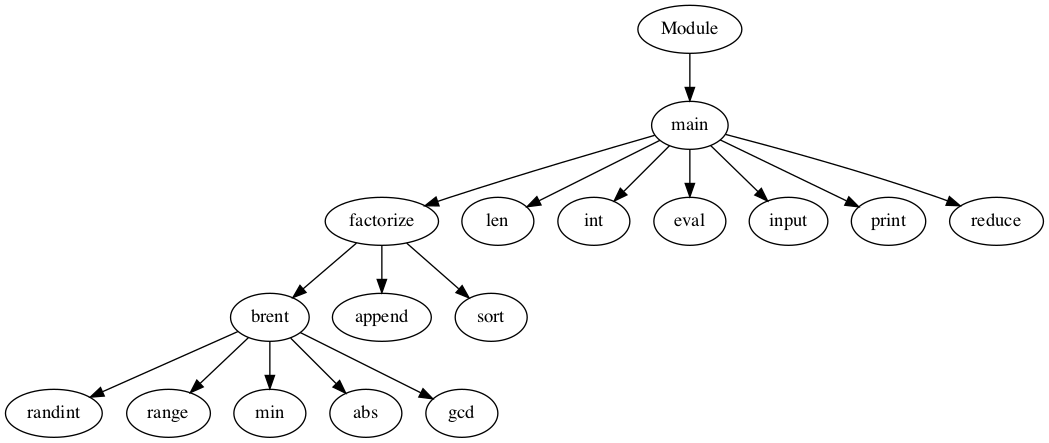 Module
main
factorize
len
int
eval
input
print
reduce
brent
append
sort
randint
range
min
abs
gcd